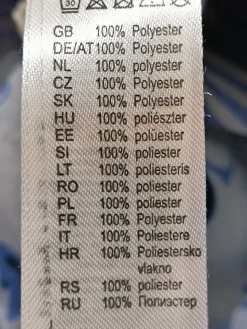 30
GB 100% Polyester
DE/AT 100% Polyester
NL 100% Polyester
CZ 100% Polyester
SK 100% Polyester
HU 100% poliészter
EE 100% polüester
SI 100% poliester
LT 100% poliesteris
RO 100% poliester
PL 100% poliester
FR 100% Polyester
IT 100% Poliestere
HR 100% Poliestersko
vlakno
RS 100% poliester
RU 100% Полиэстер